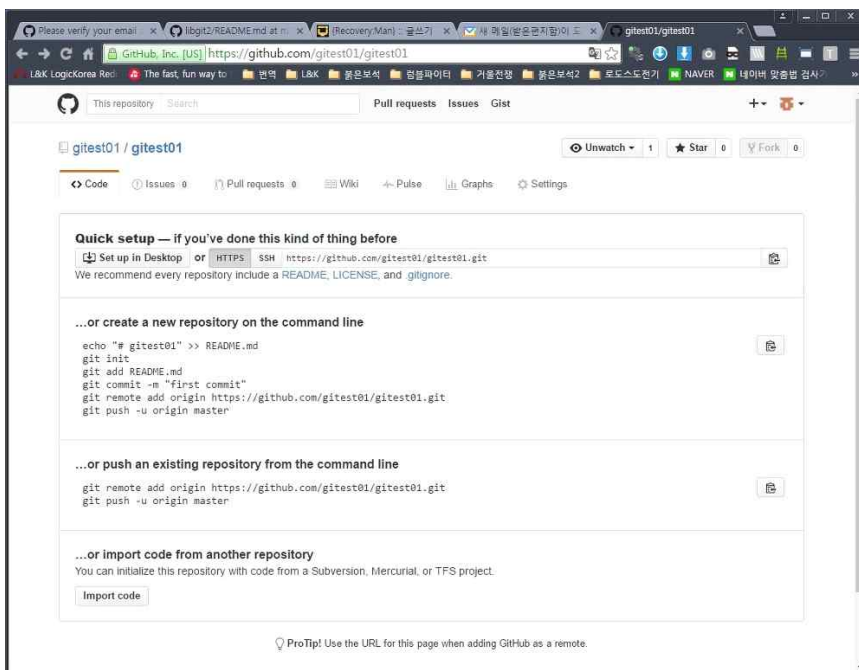 Please verify your email
libgit2/README.md at m
(Recovery.Man) :: 글쓰기
새 메일(받은편지함)이 도
gitest01/gitest01
GitHub, Inc. [US] https://github.com/gitest01/gitest01
L&K LogicKorea Red
The fast, fun way to
번역
L&K
붉은보석
럼블파이터
거울전쟁
붉은보석2
로도스도전기
NAVER
네이버 맞춤법 검사기
»
This repository Search
Pull requests Issues Gist
gitest01 / gitest01
Unwatch 1
Star 0
Fork 0
<> Code
Issues 0
Pull requests 0
Wiki
Pulse
Graphs
Settings
Quick setup — if you've done this kind of thing before
Set up in Desktop or HTTPS SSH https://github.com/gitest01/gitest01.git
We recommend every repository include a README, LICENSE, and .gitignore.
...or create a new repository on the command line
echo "# gitest01" >> README.md
git init
git add README.md
git commit -m "first commit"
git remote add origin https://github.com/gitest01/gitest01.git
git push -u origin master
...or push an existing repository from the command line
git remote add origin https://github.com/gitest01/gitest01.git
git push -u origin master
...or import code from another repository
You can initialize this repository with code from a Subversion, Mercurial, or TFS project.
Import code
ProTip! Use the URL for this page when adding GitHub as a remote.